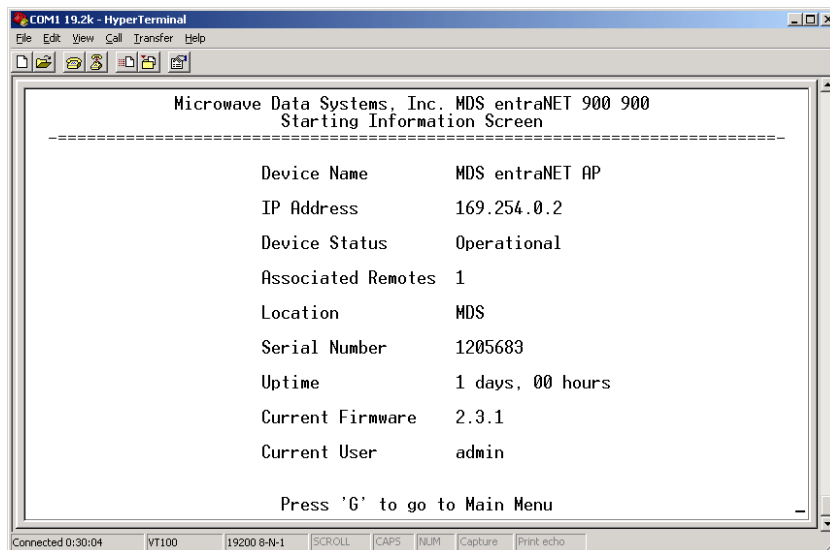 COM1 19.2k - HyperTerminal
File Edit View Call Transfer Help
Microwave Data Systems, Inc. MDS entraNET 900 900
Starting Information Screen
-==========================================================================-
Device Name MDS entraNET AP
IP Address 169.254.0.2
Device Status Operational
Associated Remotes 1
Location MDS
Serial Number 1205683
Uptime 1 days, 00 hours
Current Firmware 2.3.1
Current User admin
Press 'G' to go to Main Menu
Connected 0:30:04 VT100 19200 8-N-1 SCROLL CAPS NUM Capture Print echo